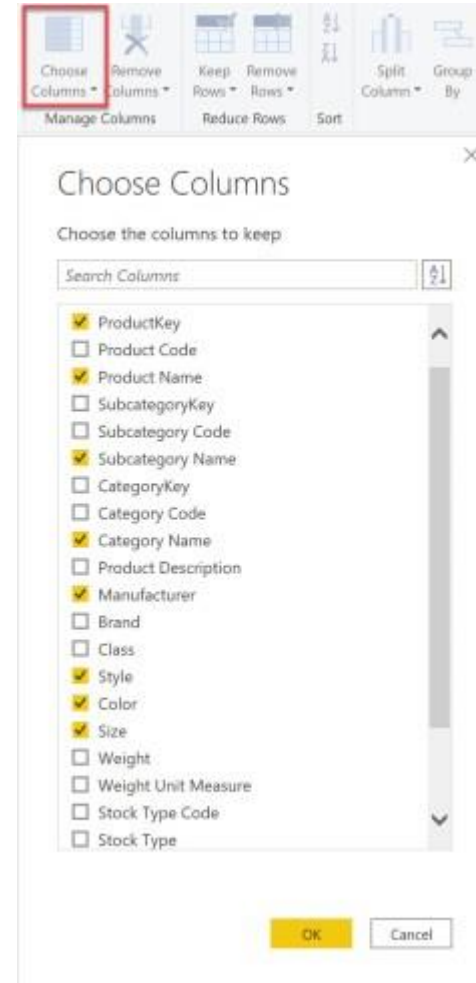 Choose Remove Keep Remove Split Group
Columns Columns Rows Rows Column By
Manage Columns Reduce Rows Sort
Choose Columns
Choose the columns to keep
Search Columns
ProductKey
Product Code
Product Name
SubcategoryKey
Subcategory Code
Subcategory Name
CategoryKey
Category Code
Category Name
Product Description
Manufacturer
Brand
Class
Style
Color
Size
Weight
Weight Unit Measure
Stock Type Code
Stock Type
OK Cancel